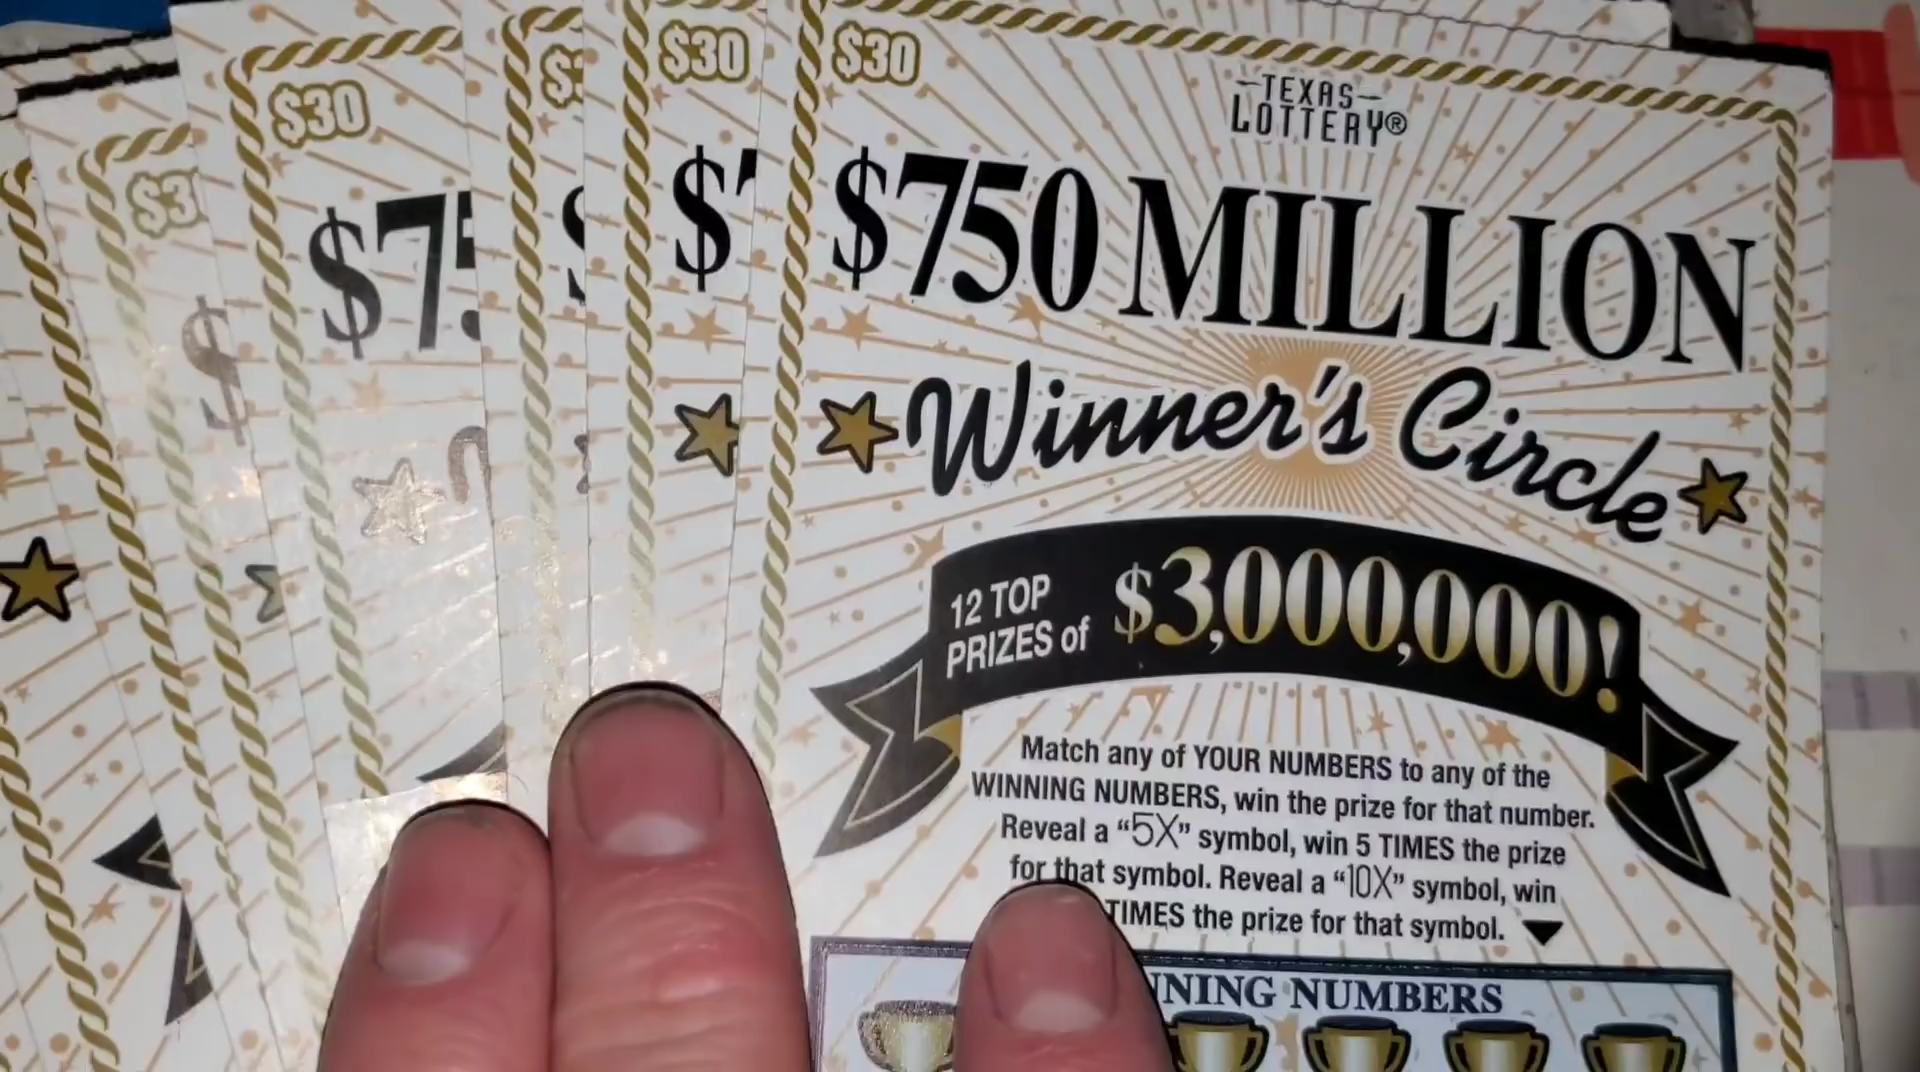 $30
$30
$30
TEXAS
LOTTERY®
$750 MILLION
Winner's Circle
12 TOP
PRIZES of
$3,000,000!
Match any of YOUR NUMBERS to any of the
WINNING NUMBERS, win the prize for that number.
Reveal a “5X” symbol, win 5 TIMES the prize
for that symbol. Reveal a “10X” symbol, win
TIMES the prize for that symbol.
NUMBERS